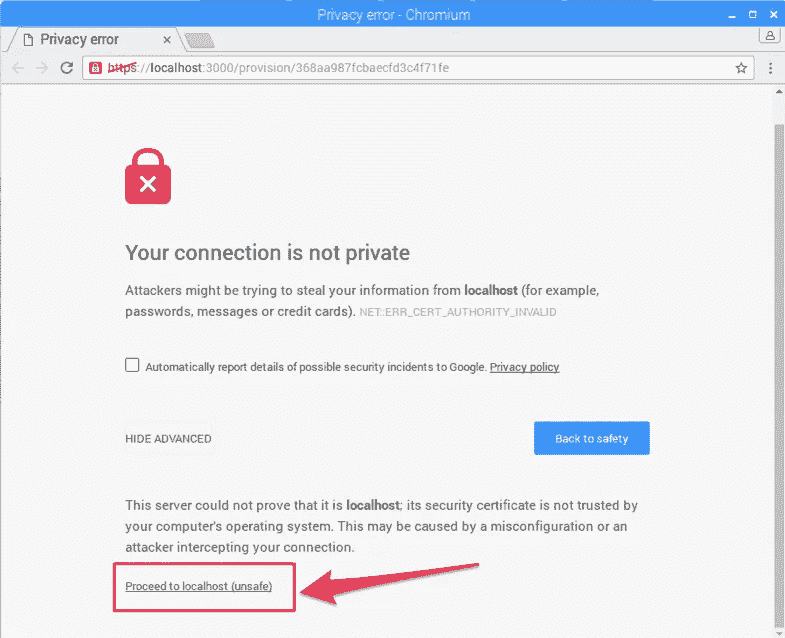 Privacy error - Chromium
Privacy error
https://localhost:3000/provision/368aa987fcbaecfd3c4f71fe
Your connection is not private
Attackers might be trying to steal your information from localhost (for example,
passwords, messages or credit cards). NET::ERR_CERT_AUTHORITY_INVALID
Automatically report details of possible security incidents to Google. Privacy policy
HIDE ADVANCED
Back to safety
This server could not prove that it is localhost; its security certificate is not trusted by
your computer's operating system. This may be caused by a misconfiguration or an
attacker intercepting your connection.
Proceed to localhost (unsafe)